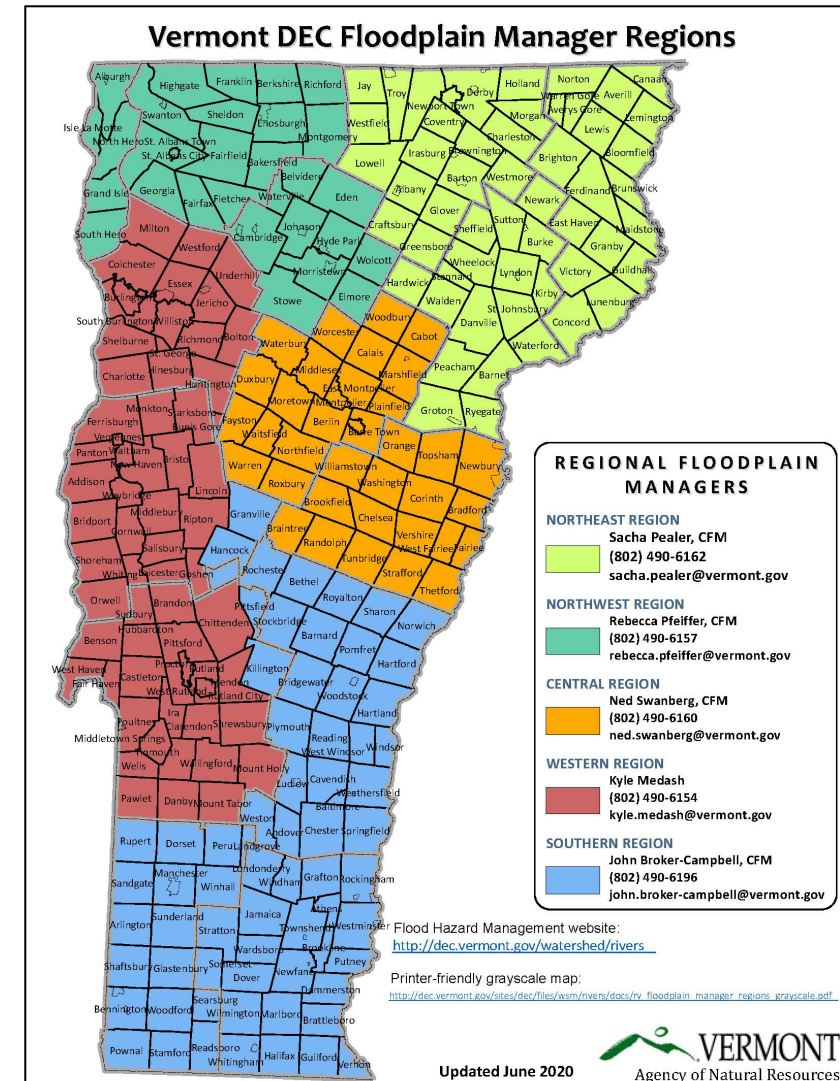 Vermont DEC Floodplain Manager Regions
Alburgh
Highgate
Franklin
Berkshire
Richford
Jay
Troy
Derby
Holland
Norton
Canaan
Warren Gore
Averill
Newport Town
Averys Gore
Swanton
Sheldon
Enosburgh
Westfield
Coventry
Morgan
Lewis
Lemington
Isle La Motte
North Hero
St. Albans Town
Montgomery
Charleston
St. Albans City
Fairfield
Bakersfield
Lowell
Irasburg
Brownington
Brighton
Bloomfield
Belvidere
Barton
Westmore
Grand Isle
Georgia
Fairfax
Fletcher
Waterville
Eden
Albany
Ferdinand
Brunswick
Newark
Glover
Sutton
East Haven
Maidstone
South Hero
Milton
Cambridge
Johnson
Hyde Park
Craftsbury
Sheffield
Westford
Greensboro
Burke
Granby
Wolcott
Wheelock
Colchester
Underhill
Morristown
Stannard
Lyndon
Victory
Guildhall
Essex
Hardwick
Burlington
Jericho
Stowe
Elmore
Walden
Kirby
Lunenburg
Woodbury
St Johnsbury
South Burlington
Williston
Danville
Concord
Worcester
Shelburne
Richmond
Bolton
Waterbury
Calais
Cabot
Waterford
St. George
Charlotte
Hinesburg
Huntington
Duxbury
Middlesex
Marshfield
Peacham
Barnet
East Montpelier
Moretown
Montpelier
Plainfield
Monkton
Starksboro
Groton
Ryegate
Ferrisburgh
Buels Gore
Fayston
Berlin
Barre Town
Vergennes
Waitsfield
Orange
Panton
Waltham
Northfield
Topsham
New Haven
Bristol
Warren
Williamstown
Newbury
Addison
Roxbury
Washington
Weybridge
Lincoln
Corinth
Middlebury
Brookfield
Bradford
Bridport
Ripton
Granville
Chelsea
Cornwall
Braintree
Vershire
Salisbury
Hancock
Randolph
West Fairlee
Fairlee
Shoreham
Tunbridge
Whiting
Leicester
Goshen
Rochester
Strafford
Bethel
Thetford
Orwell
Brandon
Royalton
Sudbury
Pittsfield
Sharon
Hubbardton
Chittenden
Stockbridge
Norwich
Benson
Pittsford
Barnard
Pomfret
Proctor
Hartford
West Haven
Castleton
Rutland
Killington
Fair Haven
Mendon
Bridgewater
West Rutland
Rutland City
Woodstock
Hartland
Poultney
Ira
Clarendon
Shrewsbury
Plymouth
Middletown Springs
Reading
Tinmouth
West Windsor
Windsor
Wells
Wallingford
Mount Holly
Cavendish
Ludlow
Weathersfield
Pawlet
Danby
Mount Tabor
Baltimore
Weston
Andover
Chester
Springfield
Rupert
Dorset
Peru
Landgrove
Manchester
Londonderry
Grafton
Rockingham
Sandgate
Winhall
Windham
Jamaica
Athens
Arlington
Sunderland
Stratton
Townshend
Westminster
Wardsboro
Brookline
Shaftsbury
Glastenbury
Somerset
Putney
Dover
Newfane
Dummerston
Searsburg
Bennington
Woodford
Wilmington
Marlboro
Brattleboro
Pownal
Stamford
Readsboro
Whitingham
Halifax
Guilford
Vernon
REGIONAL FLOODPLAIN
MANAGERS
NORTHEAST REGION
Sacha Pealer, CFM
(802) 490-6162
sacha.pealer@vermont.gov
NORTHWEST REGION
Rebecca Pfeiffer, CFM
(802) 490-6157
rebecca.pfeiffer@vermont.gov
CENTRAL REGION
Ned Swanberg, CFM
(802) 490-6160
ned.swanberg@vermont.gov
WESTERN REGION
Kyle Medash
(802) 490-6154
kyle.medash@vermont.gov
SOUTHERN REGION
John Broker-Campbell, CFM
(802) 490-6196
john.broker-campbell@vermont.gov
Flood Hazard Management website:
http://dec.vermont.gov/watershed/rivers
Printer-friendly grayscale map:
http://dec.vermont.gov/sites/dec/files/wsm/rivers/docs/rv_floodplain_manager_regions_grayscale.pdf
Updated June 2020
VERMONT
Agency of Natural Resources